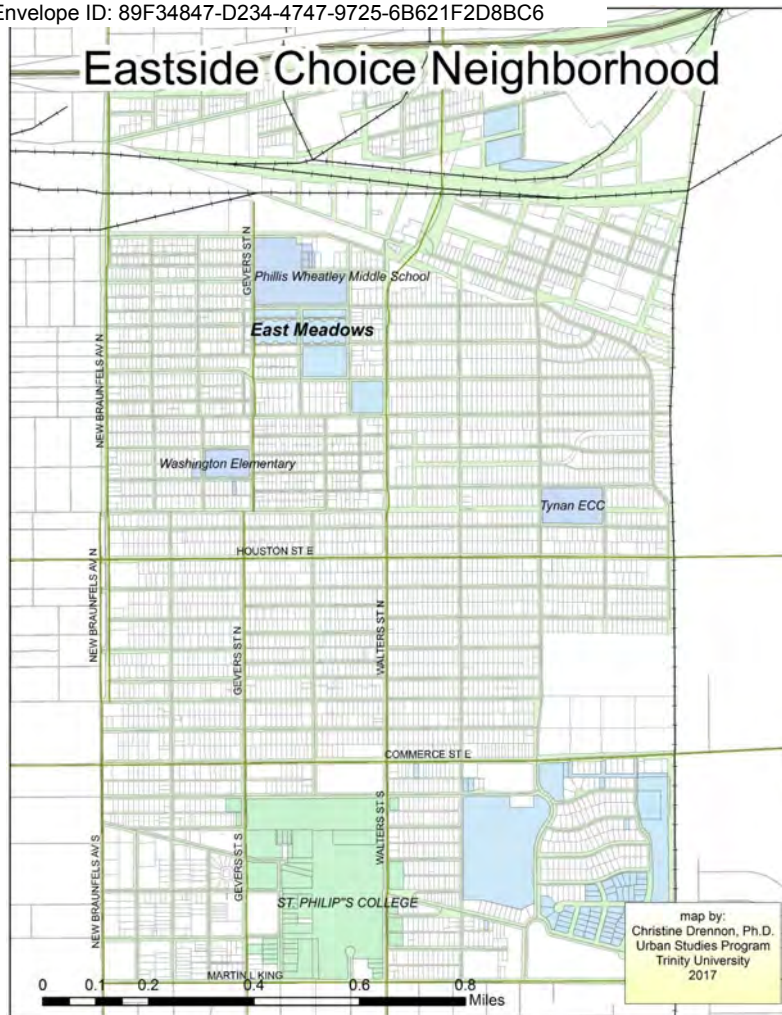 Envelope ID: 89F34847-D234-4747-9725-6B621F2D8BC6
Eastside Choice Neighborhood
GEVERS ST N
Phillis Wheatley Middle School
East Meadows
NEW BRAUNFELS AV N
Washington Elementary
Tynan ECC
HOUSTON ST E
NEW BRAUNFELS AV N
GEVERS ST N
WALTERS ST N
COMMERCE ST E
NEW BRAUNFELS AV S
GEVERS ST S
WALTERS ST S
ST. PHILIP"S COLLEGE
MARTIN L KING
map by:
Christine Drennon, Ph.D.
Urban Studies Program
Trinity University
2017
0 0.1 0.2 0.4 0.6 0.8
Miles